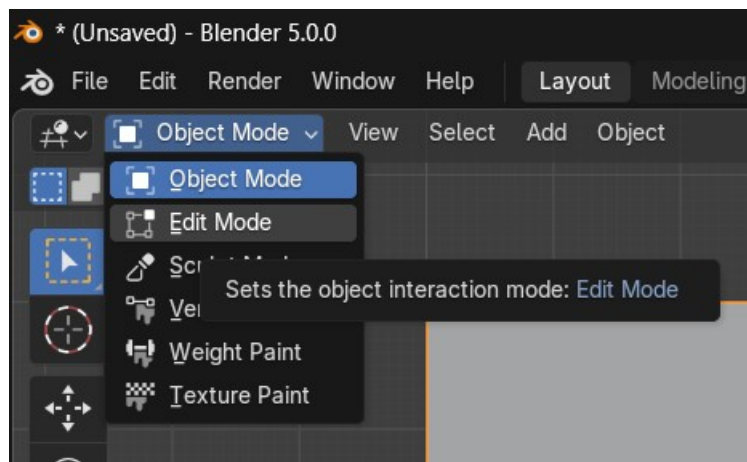 * (Unsaved) - Blender 5.0.0
File Edit Render Window Help Layout Modeling
Object Mode View Select Add Object
Object Mode
Edit Mode
Sets the object interaction mode: Edit Mode
Weight Paint
Texture Paint